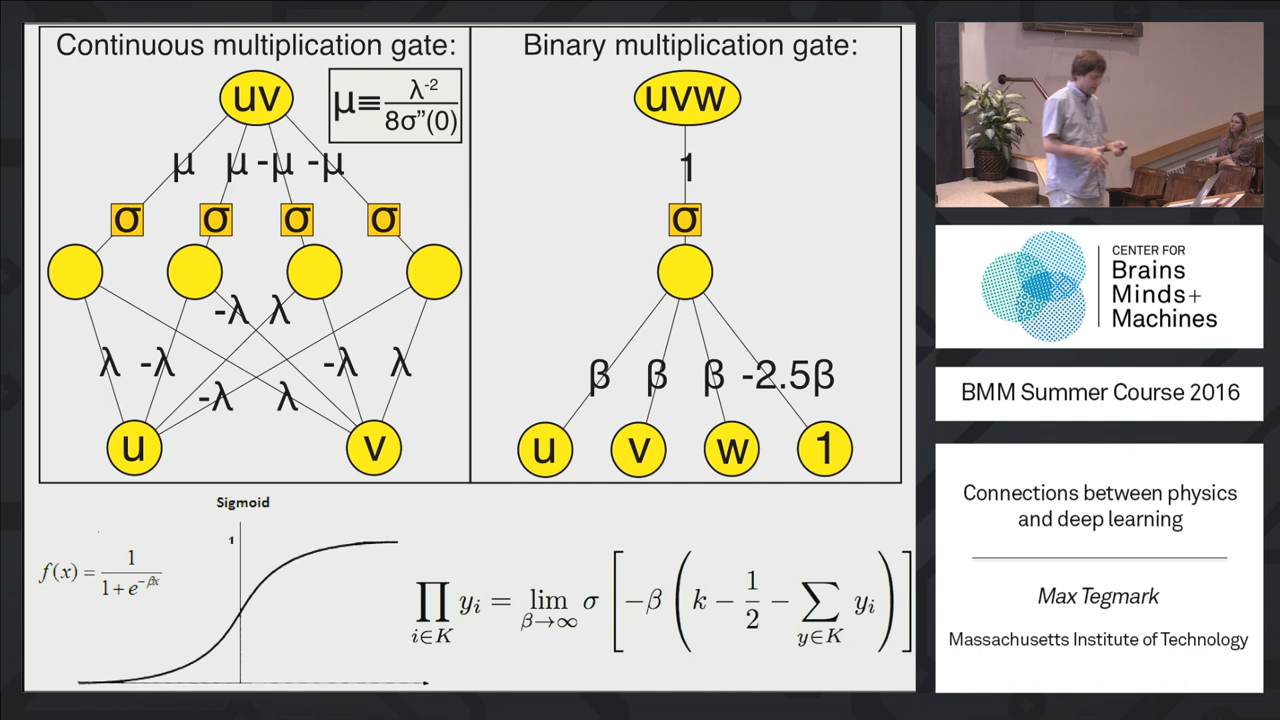 Continuous multiplication gate:
uv
μ≡λ⁻²/8σ”(0)
μ μ -μ -μ
σ σ σ σ
-λ λ
λ -λ -λ λ
-λ λ
u v
Binary multiplication gate:
uvw
1
σ
β β β -2.5β
u v w 1
Sigmoid
1
f(x) = 1/(1+e^{-βx})
∏_{i∈K} y_i = lim_{β→∞} σ [−β (k − 1/2 − ∑_{y∈K} y_i)]
CENTER FOR
Brains
Minds+
Machines
BMM Summer Course 2016
Connections between physics
and deep learning
Max Tegmark
Massachusetts Institute of Technology